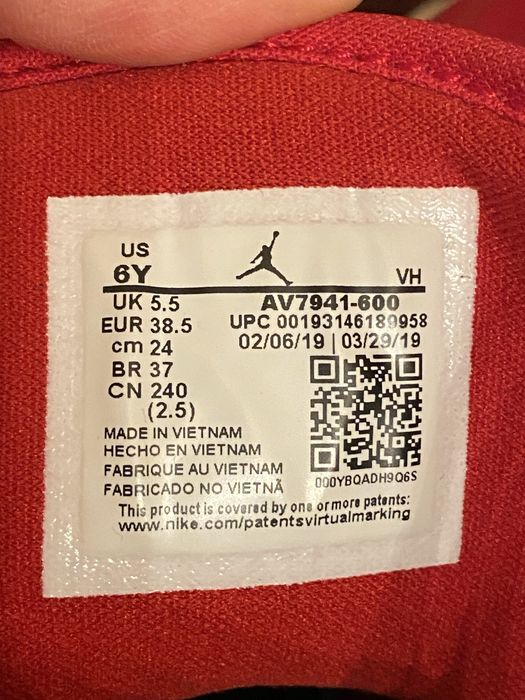 US
6Y
VH
UK 5.5
EUR 38.5
cm 24
BR 37
CN 240
(2.5)
AV7941-600
UPC 00193146189958
02/06/19 | 03/29/19
000YBQADH9Q6S
MADE IN VIETNAM
HECHO EN VIETNAM
FABRIQUE AU VIETNAM
FABRICADO NO VIETNÃ
This product is covered by one or more patents:
www.nike.com/patentsvirtualmarking